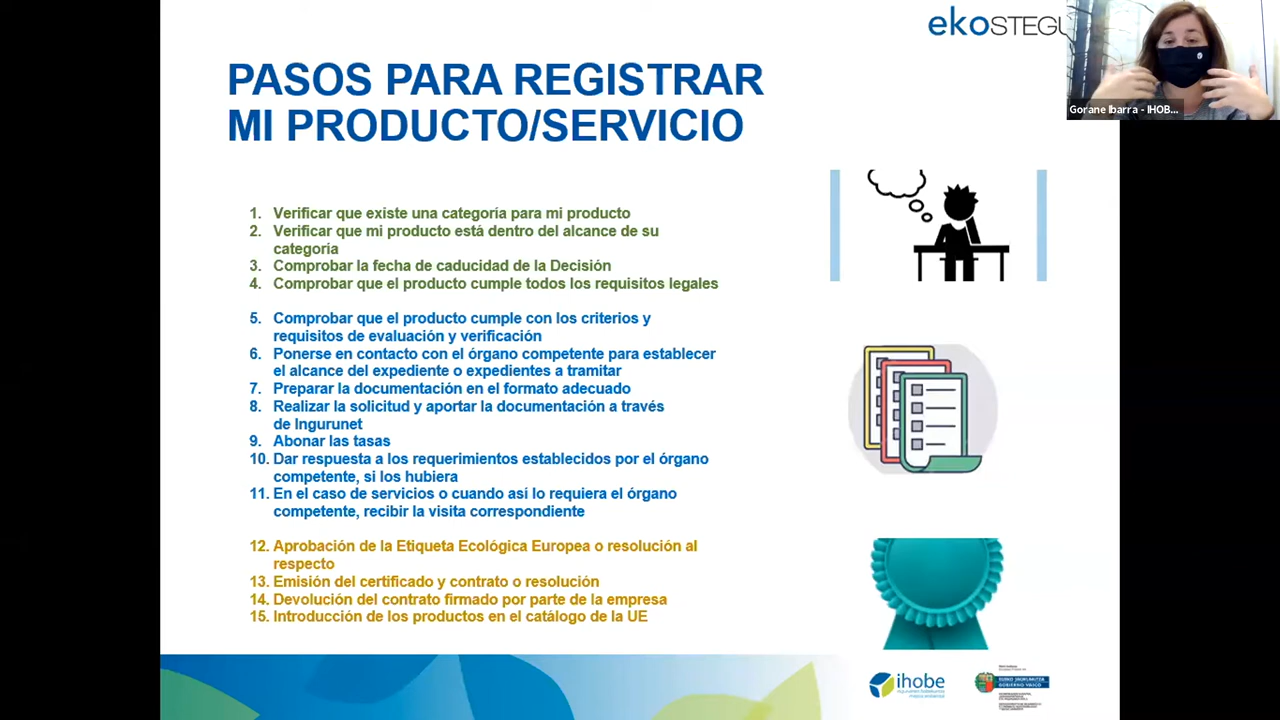 ekoSTEGU
PASOS PARA REGISTRAR
MI PRODUCTO/SERVICIO
Gorane Ibarra - IHOB...
1. Verificar que existe una categoría para mi producto
2. Verificar que mi producto está dentro del alcance de su
categoría
3. Comprobar la fecha de caducidad de la Decisión
4. Comprobar que el producto cumple todos los requisitos legales
5. Comprobar que el producto cumple con los criterios y
requisitos de evaluación y verificación
6. Ponerse en contacto con el órgano competente para establecer
el alcance del expediente o expedientes a tramitar
7. Preparar la documentación en el formato adecuado
8. Realizar la solicitud y aportar la documentación a través
de Ingurunet
9. Abonar las tasas
10. Dar respuesta a los requerimientos establecidos por el órgano
competente, si los hubiera
11. En el caso de servicios o cuando así lo requiera el órgano
competente, recibir la visita correspondiente
12. Aprobación de la Etiqueta Ecológica Europea o resolución al
respecto
13. Emisión del certificado y contrato o resolución
14. Devolución del contrato firmado por parte de la empresa
15. Introducción de los productos en el catálogo de la UE
ihobe
EUSKO JAURLARITZA
GOBIERNO VASCO